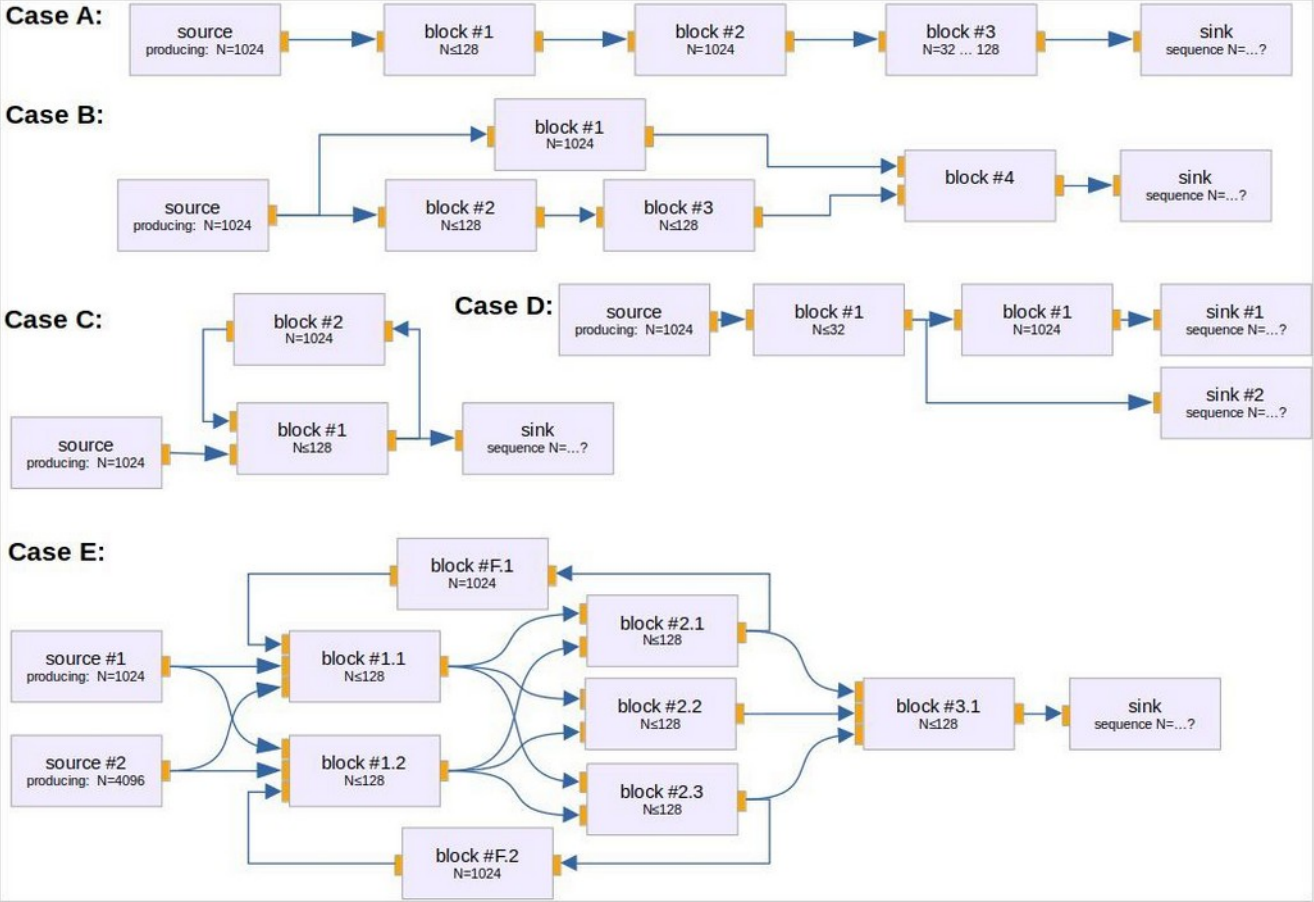 Case A:
source
producing:  N=1024
block #1
N≤128
block #2
N=1024
block #3
N=32 ... 128
sink
sequence N=...?
Case B:
block #1
N=1024
source
producing:  N=1024
block #2
N≤128
block #3
N≤128
block #4
sink
sequence N=...?
Case C:
block #2
N=1024
source
producing:  N=1024
block #1
N≤128
sink
sequence N=...?
Case D:
source
producing:  N=1024
block #1
N≤32
block #1
N=1024
sink #1
sequence N=...?
sink #2
sequence N=...?
Case E:
block #F.1
N=1024
source #1
producing:  N=1024
source #2
producing:  N=4096
block #1.1
N≤128
block #1.2
N≤128
block #2.1
N≤128
block #2.2
N≤128
block #2.3
N≤128
block #F.2
N=1024
block #3.1
N≤128
sink
sequence N=...?